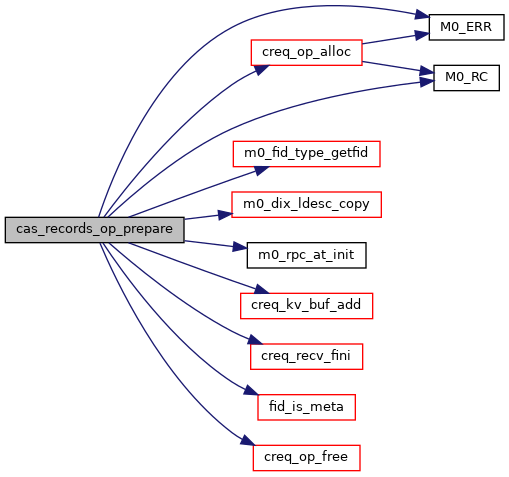 M0_ERR
creq_op_alloc
M0_RC
m0_fid_type_getfid
m0_dix_ldesc_copy
cas_records_op_prepare
m0_rpc_at_init
creq_kv_buf_add
creq_recv_fini
fid_is_meta
creq_op_free